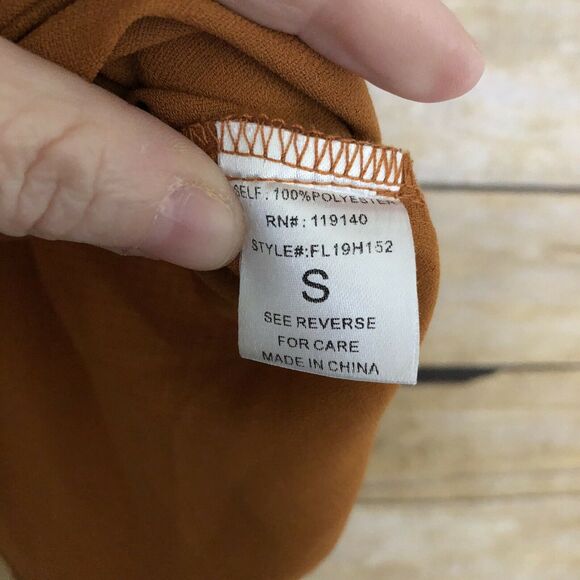 SELF: 100%POLYESTER
RN#: 119140
STYLE#:FL19H152
S
SEE REVERSE
FOR CARE
MADE IN CHINA